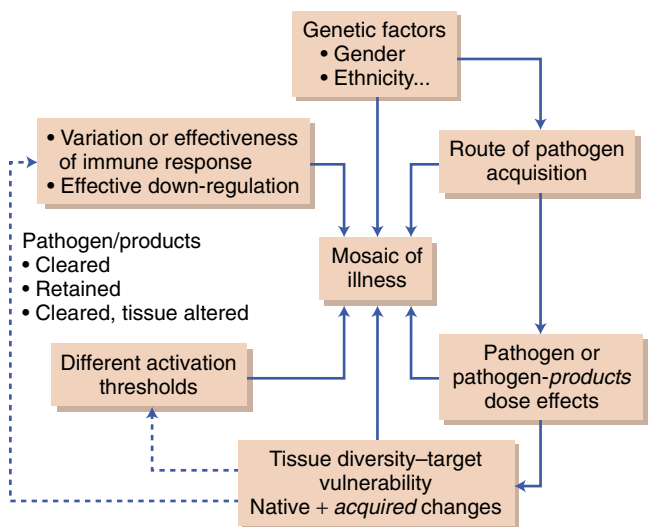 Genetic factors
• Gender
• Ethnicity...
• Variation or effectiveness
of immune response
• Effective down-regulation
Route of pathogen
acquisition
Pathogen/products
• Cleared
• Retained
• Cleared, tissue altered
Mosaic of
illness
Different activation
thresholds
Pathogen or
pathogen-products
dose effects
Tissue diversity–target
vulnerability
Native + acquired changes